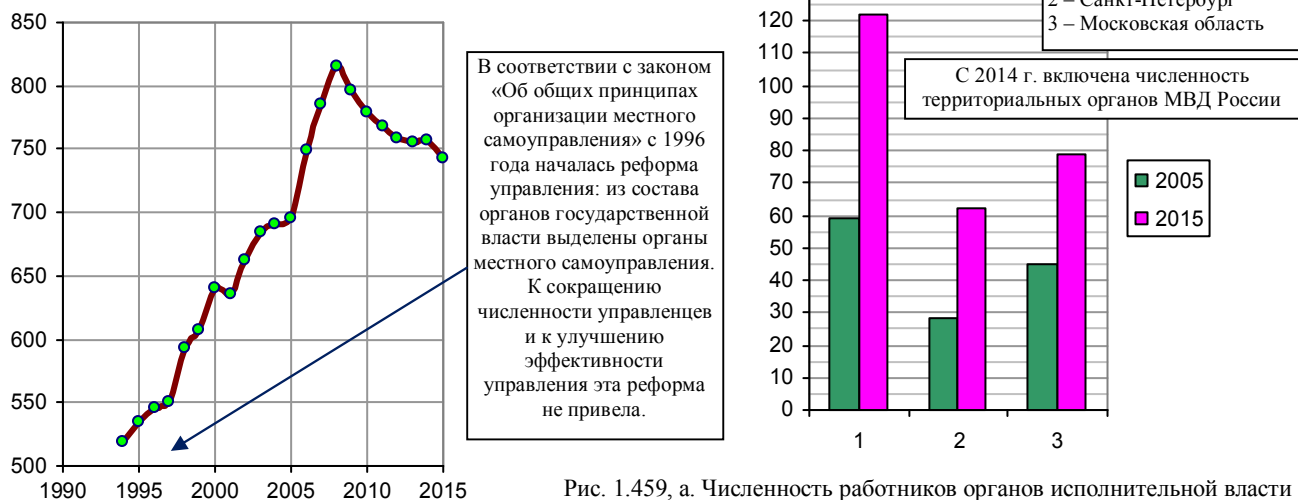 850
800
750
700
650
600
550
500
1990
1995
2000
2005
2010
2015
В соответствии с законом
«Об общих принципах
организации местного
самоуправления» с 1996
года началась реформа
управления: из состава
органов государственной
власти выделены органы
местного самоуправления.
К сокращению
численности управленцев
и к улучшению
эффективности
управления эта реформа
не привела.
120
110
100
90
80
70
60
50
40
30
20
10
0
1
2
3
2 – Санкт-Петербург
3 – Московская область
С 2014 г. включена численность
территориальных органов МВД России
2005
2015
Рис. 1.459, а. Численность работников органов исполнительной власти